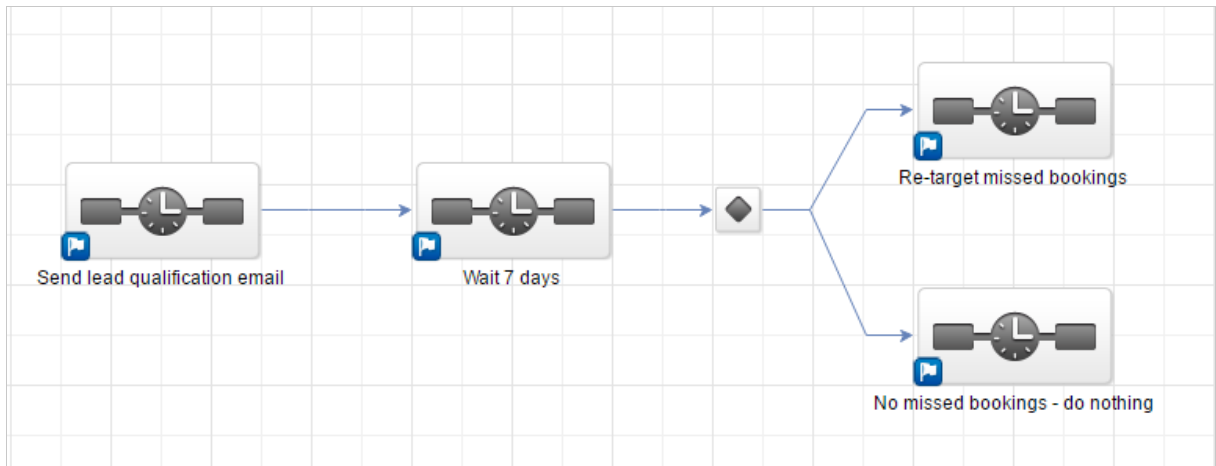 Send lead qualification email
Wait 7 days
Re-target missed bookings
No missed bookings - do nothing